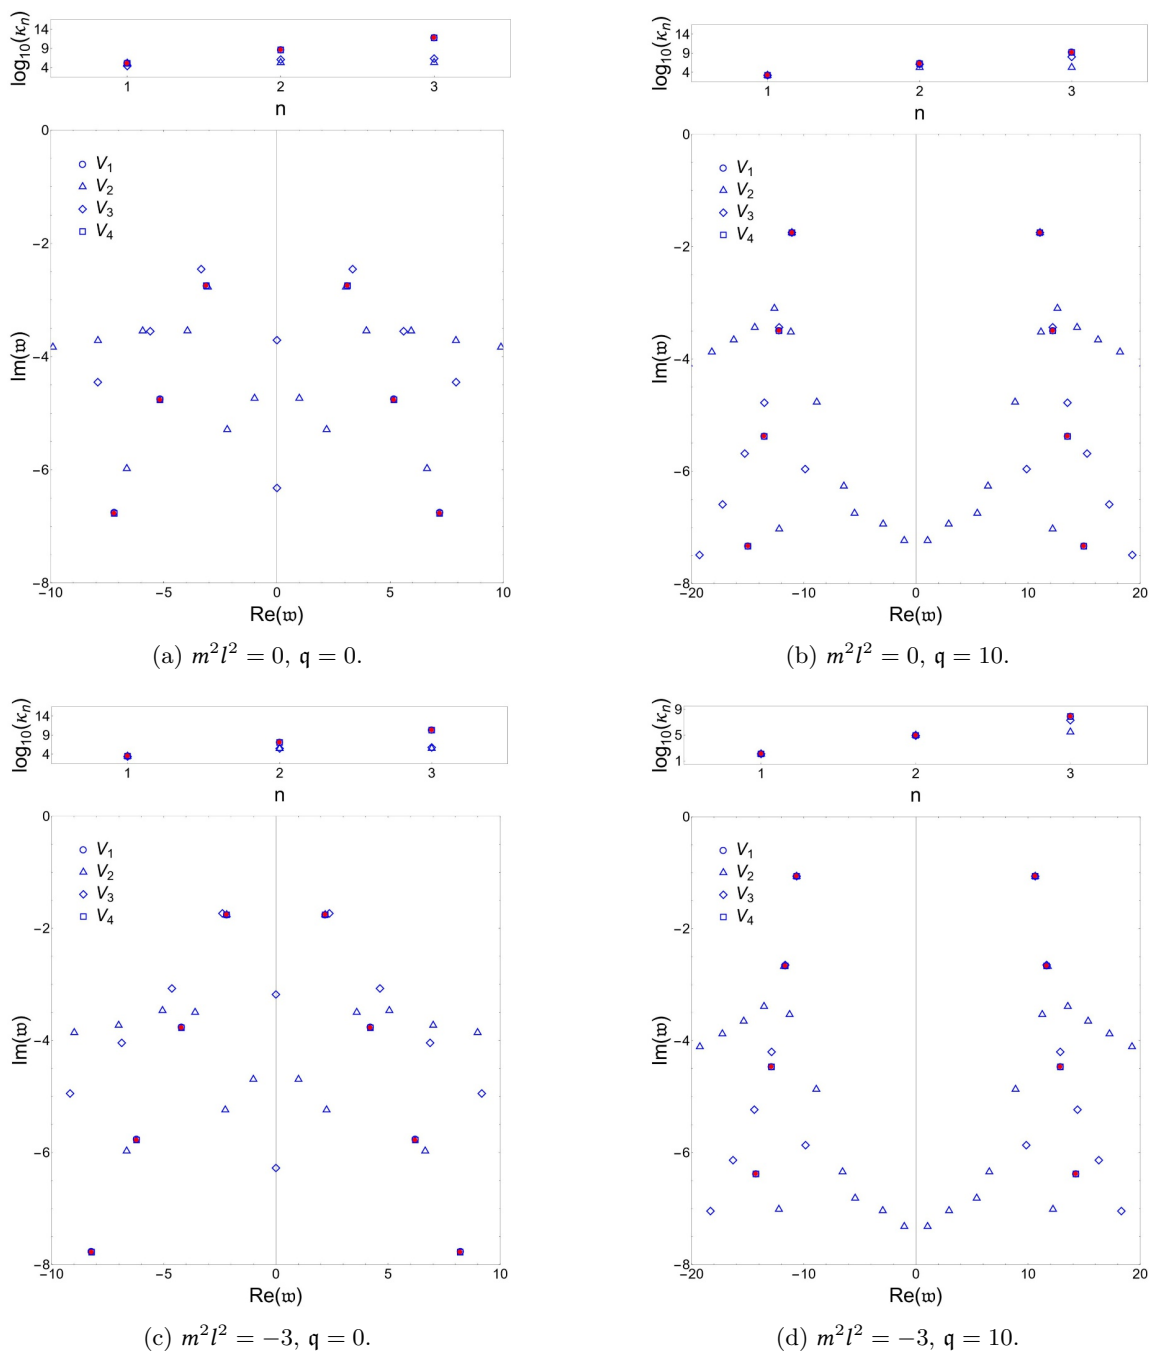 log₁₀(κₙ)
14
9
4
1 2 3
n
0
−2
−4
−6
−8
Im(𝔴)
V₁
V₂
V₃
V₄
−10 −5 0 5 10
Re(𝔴)
(a) m²l² = 0, 𝔮 = 0.
log₁₀(κₙ)
14
9
4
1 2 3
n
0
−2
−4
−6
−8
Im(𝔴)
V₁
V₂
V₃
V₄
−20 −10 0 10 20
Re(𝔴)
(b) m²l² = 0, 𝔮 = 10.
log₁₀(κₙ)
14
9
4
1 2 3
n
0
−2
−4
−6
−8
Im(𝔴)
V₁
V₂
V₃
V₄
−10 −5 0 5 10
Re(𝔴)
(c) m²l² = −3, 𝔮 = 0.
log₁₀(κₙ)
9
5
1
1 2 3
n
0
−2
−4
−6
−8
Im(𝔴)
V₁
V₂
V₃
V₄
−20 −10 0 10 20
Re(𝔴)
(d) m²l² = −3, 𝔮 = 10.